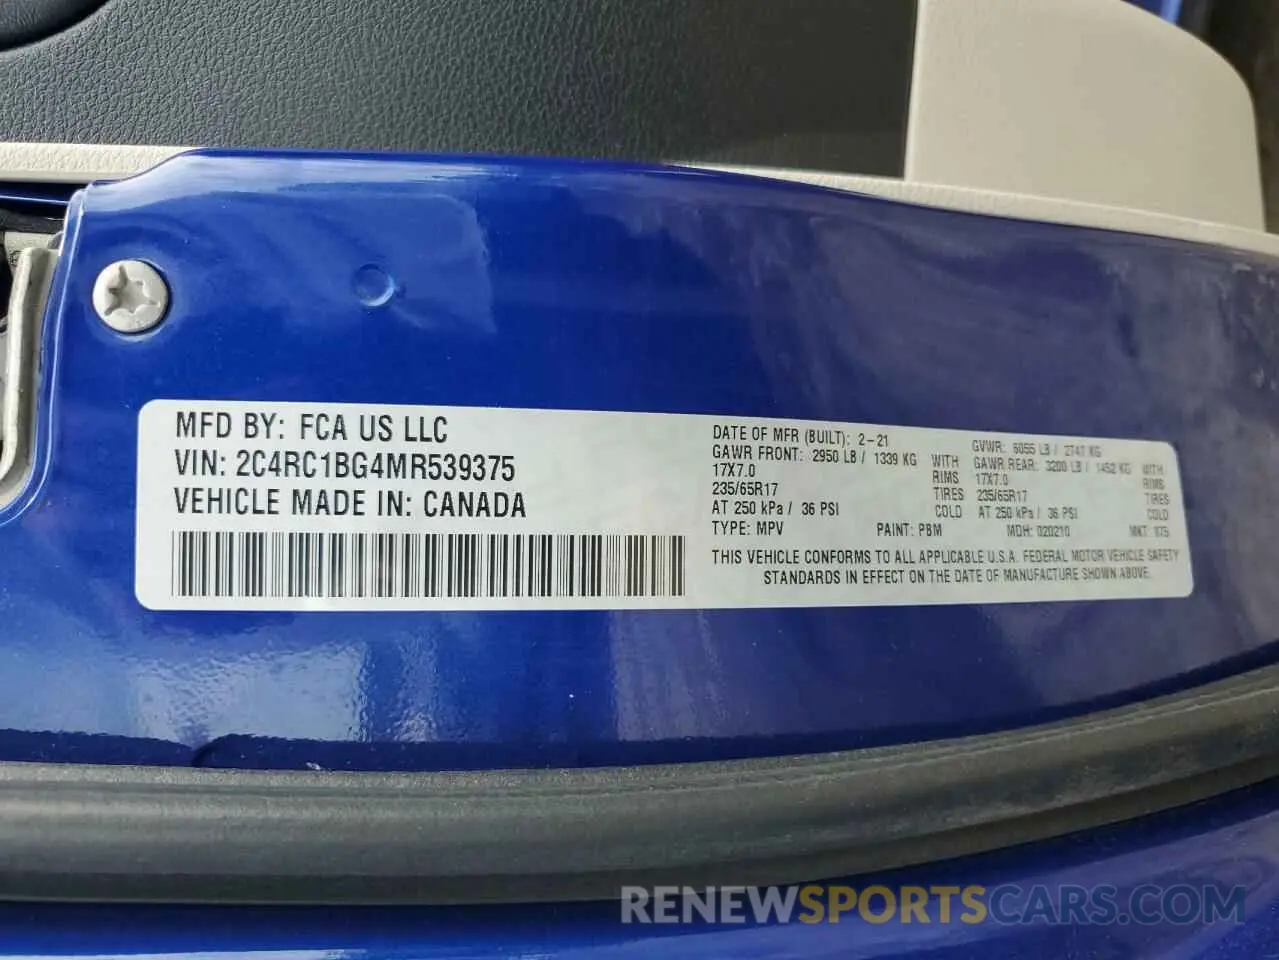 MFD BY: FCA US LLC
VIN: 2C4RC1BG4MR539375
VEHICLE MADE IN: CANADA
DATE OF MFR (BUILT): 2-21
GVWR: 6055 LB / 2747 KG
GAWR FRONT: 2950 LB / 1339 KG WITH
17X7.0 RIMS
235/65R17 TIRES
AT 250 kPa / 36 PSI COLD
GAWR REAR: 3200 LB / 1452 KG WITH
17X7.0 RIMS
235/65R17 TIRES
AT 250 kPa / 36 PSI COLD
TYPE: MPV PAINT: PBM MDH: 020210 MKT:
THIS VEHICLE CONFORMS TO ALL APPLICABLE U.S.A. FEDERAL MOTOR VEHICLE SAFETY
STANDARDS IN EFFECT ON THE DATE OF MANUFACTURE SHOWN ABOVE.
RENEWSPORTSCARS.COM